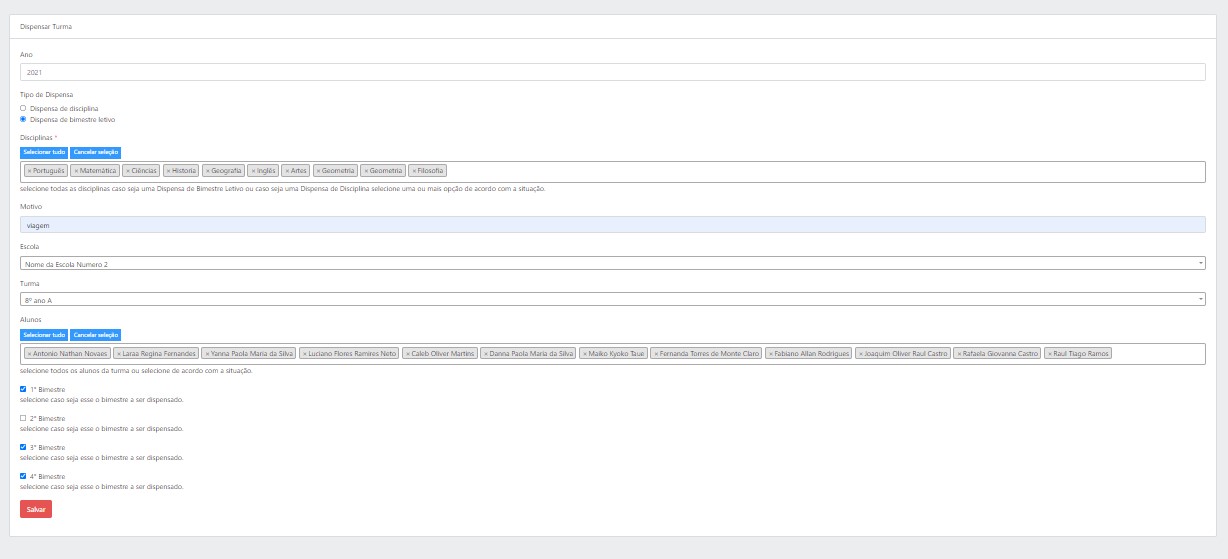 Dispensar Turma
Ano
2021
Tipo de Dispensa
Dispensa de disciplina
Dispensa de bimestre letivo
Disciplinas *
Selecionar tudo Cancelar seleção
× Português × Matemática × Ciências × Historia × Geografia × Inglês × Artes × Geometria × Geometria × Filosofia
selecione todas as disciplinas caso seja uma Dispensa de Bimestre Letivo ou caso seja uma Dispensa de Disciplina selecione uma ou mais opção de acordo com a situação.
Motivo
viagem
Escola
Nome da Escola Numero 2
Turma
8º ano A
Alunos
Selecionar tudo Cancelar seleção
× Antonio Nathan Novaes × Laraa Regina Fernandes × Yanna Paola Maria da Silva × Luciano Flores Ramires Neto × Caleb Oliver Martins × Danna Paola Maria da Silva × Maiko Kyoko Taue × Fernanda Torres de Monte Claro × Fabiano Allan Rodrigues × Joaquim Oliver Raul Castro × Rafaela Giovanna Castro × Raul Tiago Ramos
selecione todos os alunos da turma ou selecione de acordo com a situação.
1° Bimestre
selecione caso seja esse o bimestre a ser dispensado.
2° Bimestre
selecione caso seja esse o bimestre a ser dispensado.
3° Bimestre
selecione caso seja esse o bimestre a ser dispensado.
4° Bimestre
selecione caso seja esse o bimestre a ser dispensado.
Salvar